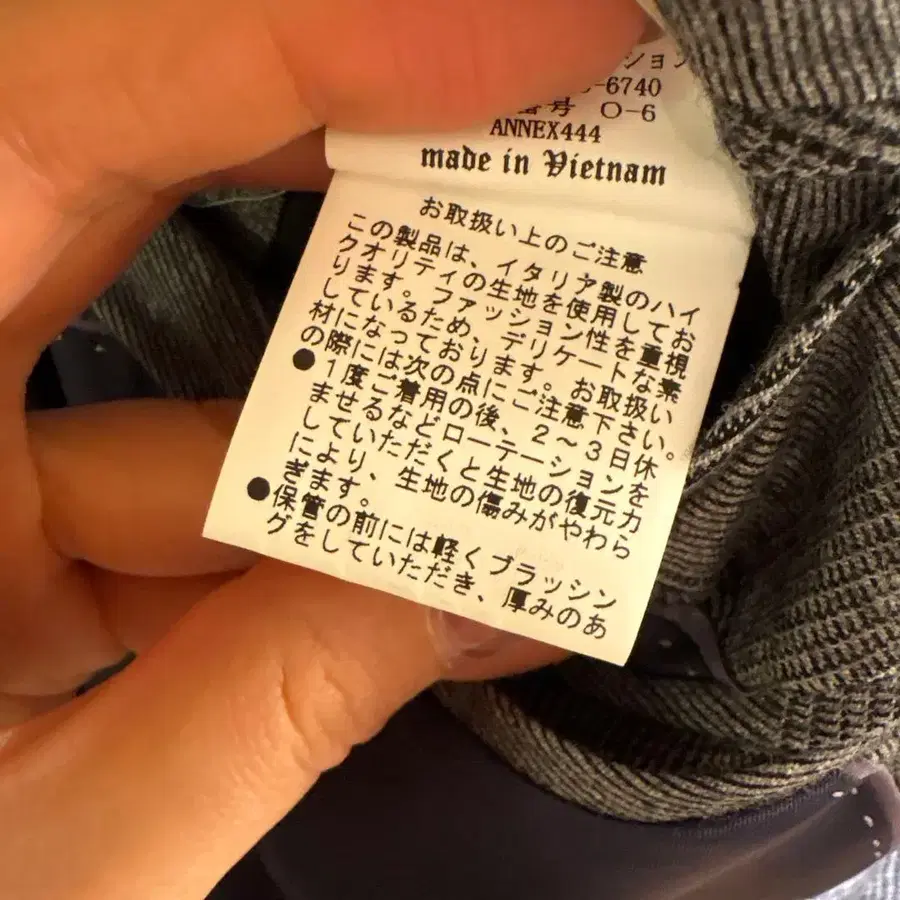 ション
-6740
番号 O-6
ANNEX444
made in Vietnam
お取扱い上のご注意
この製品は、イタリア製のハイ
クオリティの生地を使用してお
ります。ファッション性を重視
しているため、デリケートな素
材になっております。お取扱い
の際には次の点にご注意下さい。
●1度ご着用の後、2～3日休
ませるなどローテーションを
していただくと生地の復元力
により、生地の傷みがやわら
ぎます。
●保管の前には軽くブラッシン
グをしていただき、厚みのあ